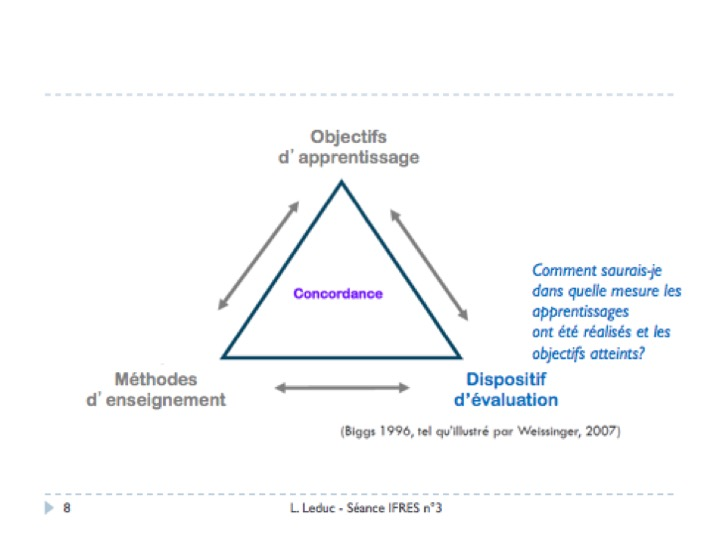 Objectifs
d’apprentissage
Concordance
Comment saurais-je
dans quelle mesure les
apprentissages
ont été réalisés et les
objectifs atteints?
Méthodes
d’enseignement
Dispositif
d’évaluation
(Biggs 1996, tel qu'illustré par Weissinger, 2007)
8
L. Leduc - Séance IFRES n°3